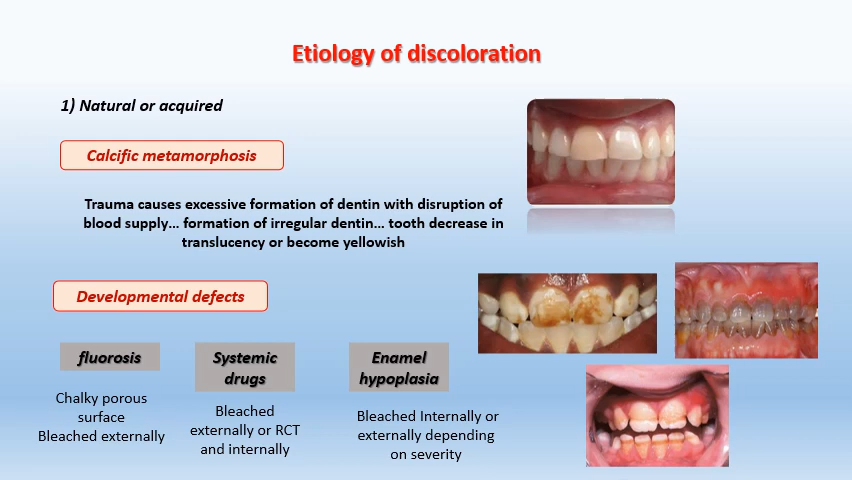 Etiology of discoloration
1) Natural or acquired
Calcific metamorphosis
Trauma causes excessive formation of dentin with disruption of
blood supply… formation of irregular dentin… tooth decrease in
translucency or become yellowish
Developmental defects
fluorosis
Chalky porous
surface
Bleached externally
Systemic
drugs
Bleached
externally or RCT
and internally
Enamel
hypoplasia
Bleached Internally or
externally depending
on severity